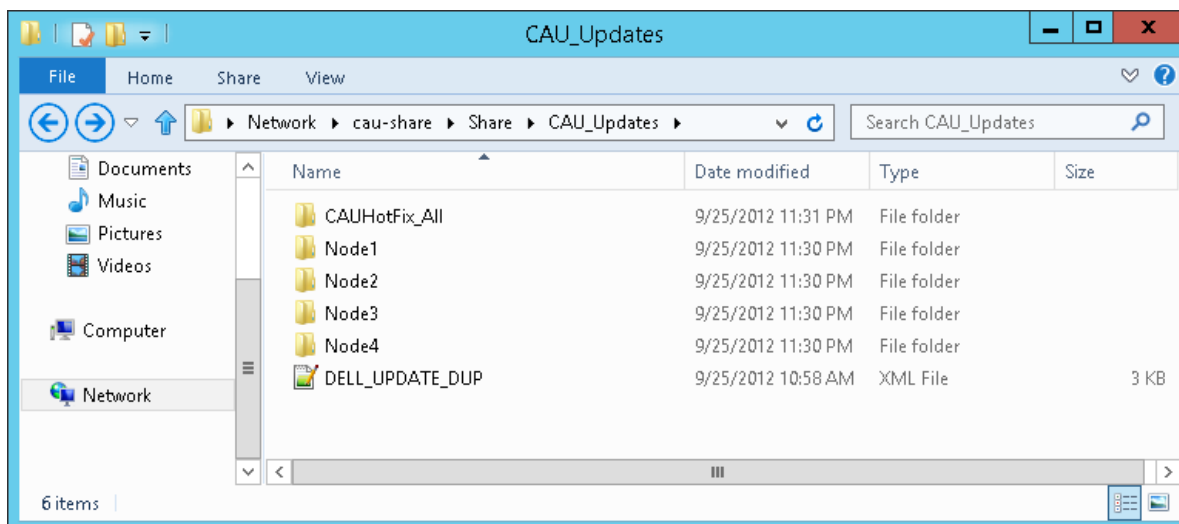 CAU_Updates
File Home Share View
Network cau-share Share CAU_Updates Search CAU_Updates
Documents Name Date modified Type Size
Music
Pictures
Videos
Computer
Network
CAUHotFix_All 9/25/2012 11:31 PM File folder
Node1 9/25/2012 11:30 PM File folder
Node2 9/25/2012 11:30 PM File folder
Node3 9/25/2012 11:30 PM File folder
Node4 9/25/2012 11:30 PM File folder
DELL_UPDATE_DUP 9/25/2012 10:58 AM XML File 3 KB
6 items